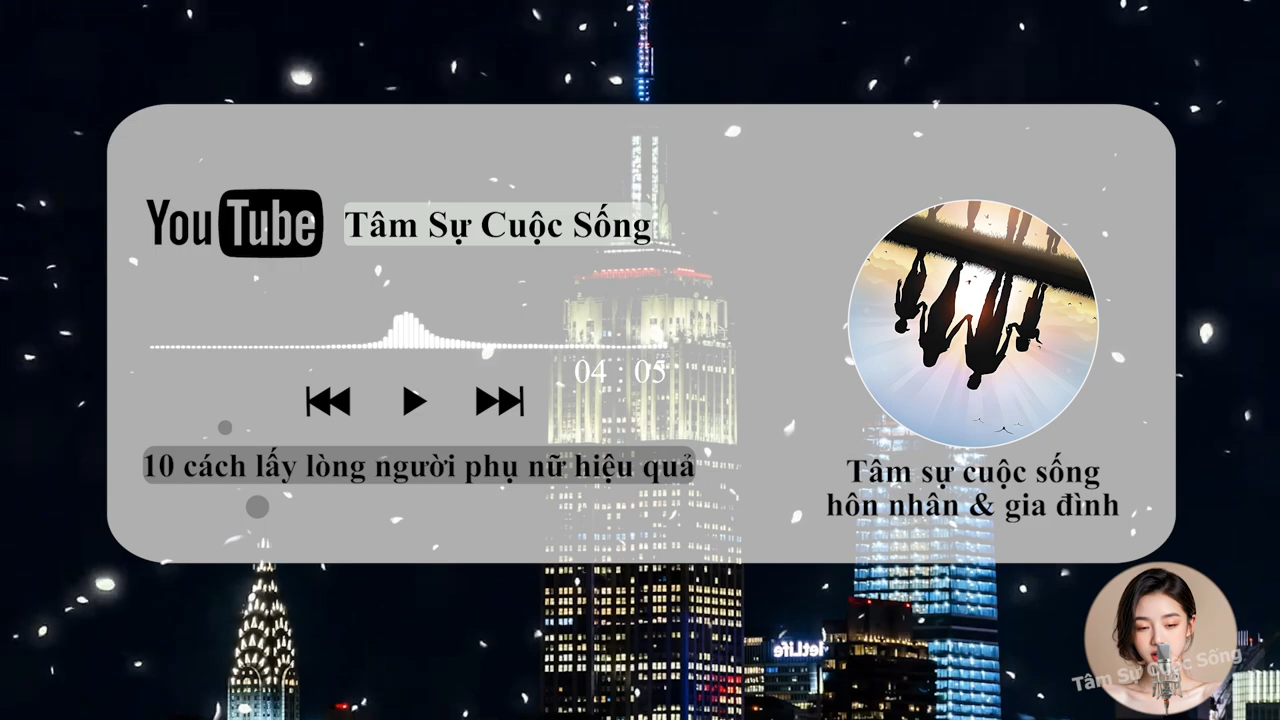 YouTube
Tâm Sự Cuộc Sống
04 : 05
10 cách lấy lòng người phụ nữ hiệu quả
Tâm sự cuộc sống
hôn nhân & gia đình
MetLife
Tâm Sự Cuộc Sống